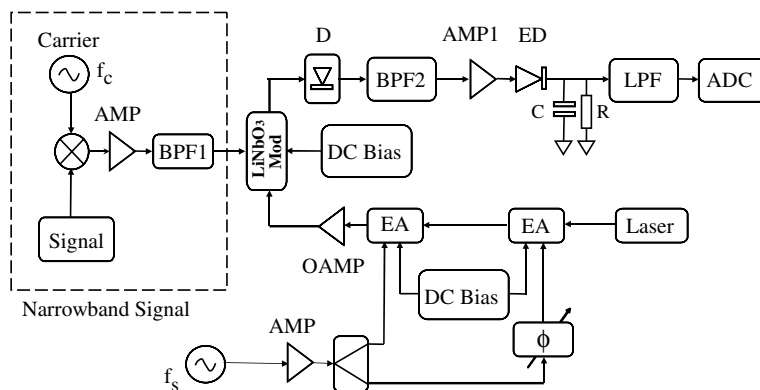 Carrier
f_c
AMP
BPF1
Signal
Narrowband Signal
LiNbO₃
Mod
D
BPF2
AMP1
ED
C
R
LPF
ADC
DC Bias
OAMP
EA
EA
Laser
DC Bias
AMP
f_s
ϕ